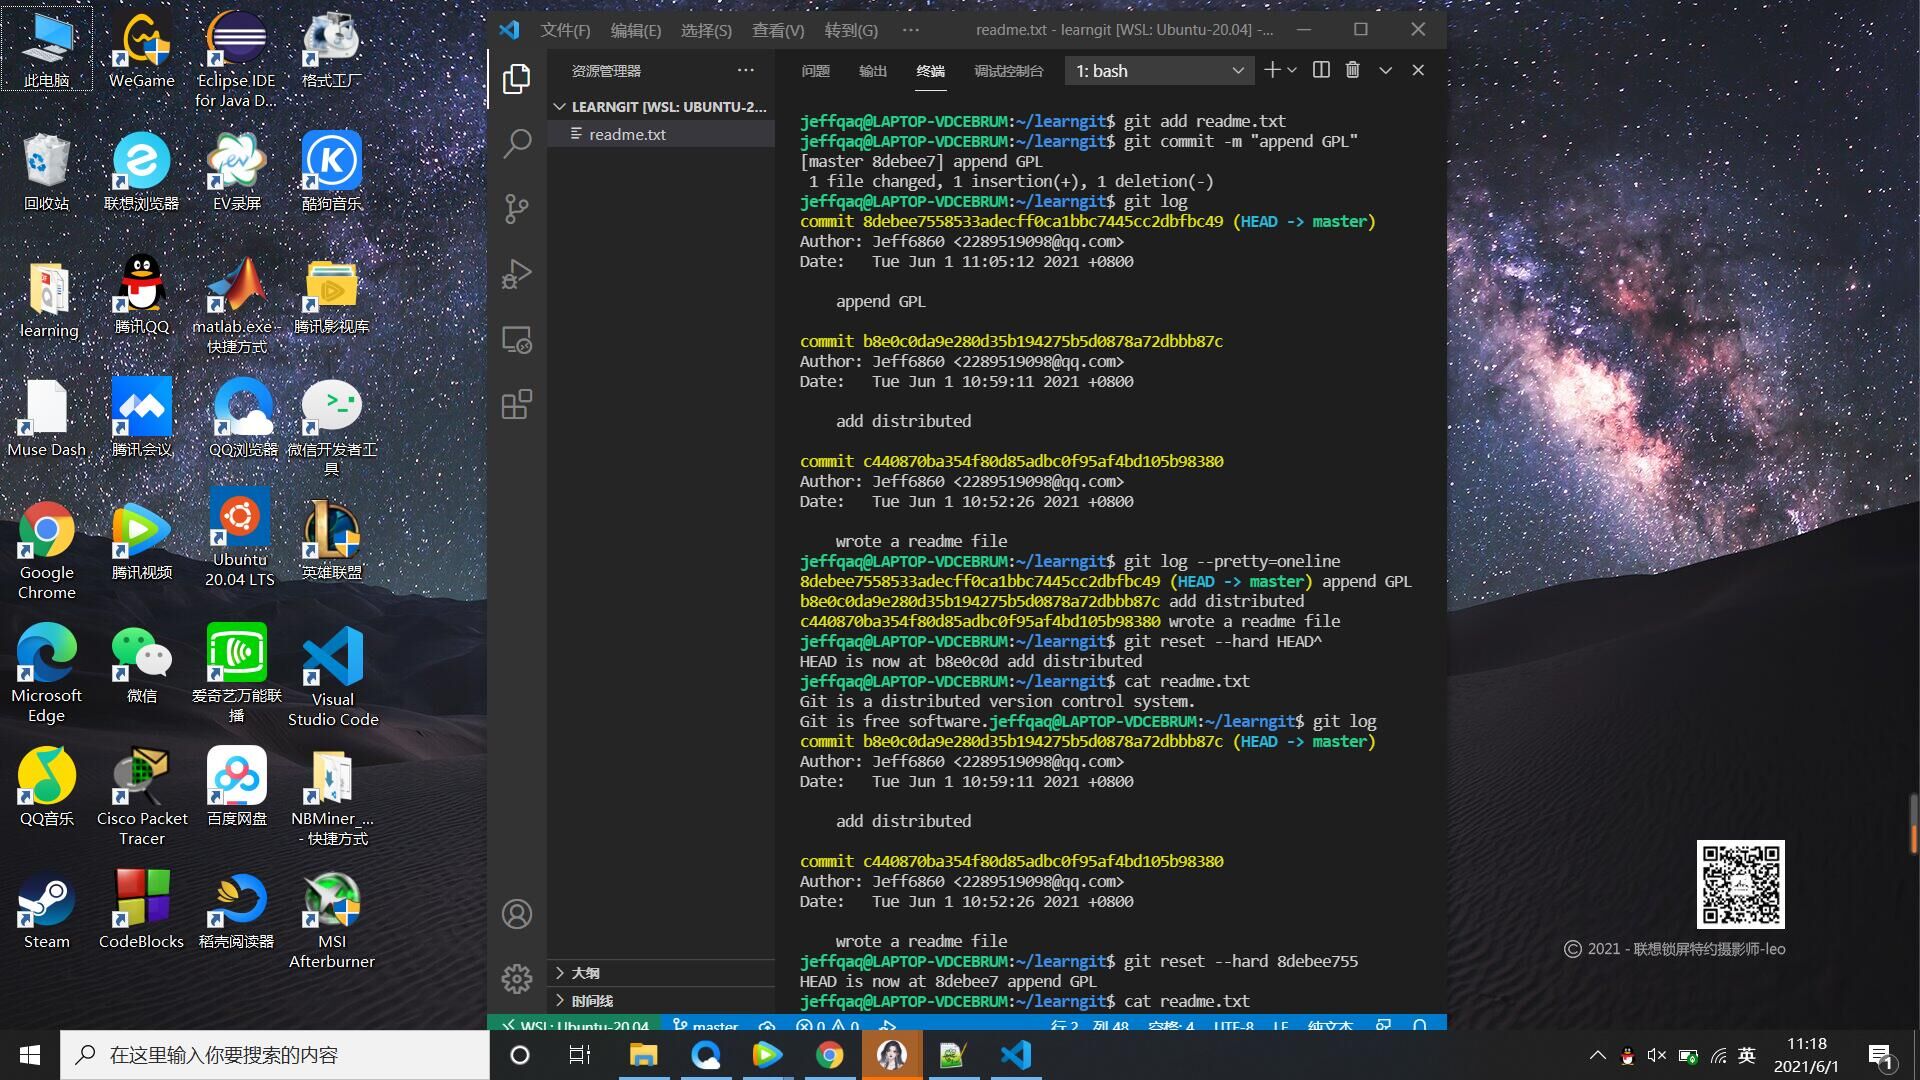 此电脑
WeGame
Eclipse IDE
for Java D...
格式工厂
回收站
联想浏览器
EV录屏
酷狗音乐
learning
腾讯QQ
matlab.exe -
快捷方式
腾讯影视库
Muse Dash
腾讯会议
QQ浏览器
微信开发者工
具
Google
Chrome
腾讯视频
Ubuntu
20.04 LTS
英雄联盟
Microsoft
Edge
微信
爱奇艺万能联
播
Visual
Studio Code
QQ音乐
Cisco Packet
Tracer
百度网盘
NBMiner_...
- 快捷方式
Steam
CodeBlocks
稻壳阅读器
MSI
Afterburner
文件(F) 编辑(E) 选择(S) 查看(V) 转到(G) ··· readme.txt - learngit [WSL: Ubuntu-20.04] -...
资源管理器 ···
LEARNGIT [WSL: UBUNTU-2...
readme.txt
大纲
时间线
问题 输出 终端 调试控制台 1: bash
jeffqaq@LAPTOP-VDCEBRUM:~/learngit$ git add readme.txt
jeffqaq@LAPTOP-VDCEBRUM:~/learngit$ git commit -m "append GPL"
[master 8debee7] append GPL
1 file changed, 1 insertion(+), 1 deletion(-)
jeffqaq@LAPTOP-VDCEBRUM:~/learngit$ git log
commit 8debee7558533adecff0ca1bbc7445cc2dbfbc49 (HEAD -> master)
Author: Jeff6860 <2289519098@qq.com>
Date:   Tue Jun 1 11:05:12 2021 +0800
append GPL
commit b8e0c0da9e280d35b194275b5d0878a72dbbb87c
Author: Jeff6860 <2289519098@qq.com>
Date:   Tue Jun 1 10:59:11 2021 +0800
add distributed
commit c440870ba354f80d85adbc0f95af4bd105b98380
Author: Jeff6860 <2289519098@qq.com>
Date:   Tue Jun 1 10:52:26 2021 +0800
wrote a readme file
jeffqaq@LAPTOP-VDCEBRUM:~/learngit$ git log --pretty=oneline
8debee7558533adecff0ca1bbc7445cc2dbfbc49 (HEAD -> master) append GPL
b8e0c0da9e280d35b194275b5d0878a72dbbb87c add distributed
c440870ba354f80d85adbc0f95af4bd105b98380 wrote a readme file
jeffqaq@LAPTOP-VDCEBRUM:~/learngit$ git reset --hard HEAD^
HEAD is now at b8e0c0d add distributed
jeffqaq@LAPTOP-VDCEBRUM:~/learngit$ cat readme.txt
Git is a distributed version control system.
Git is free software.jeffqaq@LAPTOP-VDCEBRUM:~/learngit$ git log
commit b8e0c0da9e280d35b194275b5d0878a72dbbb87c (HEAD -> master)
Author: Jeff6860 <2289519098@qq.com>
Date:   Tue Jun 1 10:59:11 2021 +0800
add distributed
commit c440870ba354f80d85adbc0f95af4bd105b98380
Author: Jeff6860 <2289519098@qq.com>
Date:   Tue Jun 1 10:52:26 2021 +0800
wrote a readme file
jeffqaq@LAPTOP-VDCEBRUM:~/learngit$ git reset --hard 8debee755
HEAD is now at 8debee7 append GPL
jeffqaq@LAPTOP-VDCEBRUM:~/learngit$ cat readme.txt
WSL: Ubuntu-20.04 master 0 0 行 2, 列 48 空格: 4 UTF-8 LF 纯文本
© 2021 - 联想锁屏特约摄影师-leo
在这里输入你要搜索的内容
英
11:18
2021/6/1
1